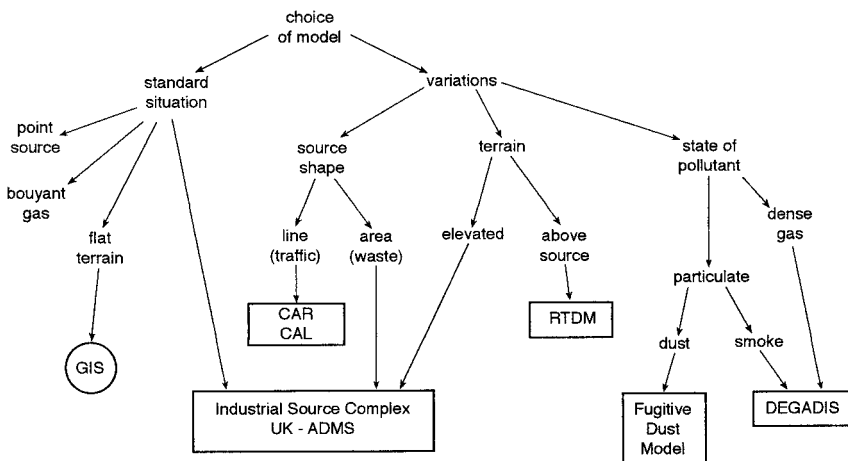 choice
of model
standard
situation
variations
point
source
source
shape
terrain
state of
pollutant
bouyant
gas
flat
terrain
line
(traffic)
area
(waste)
elevated
above
source
dense
gas
particulate
CAR
CAL
RTDM
dust
smoke
GIS
Industrial Source Complex
UK - ADMS
Fugitive
Dust
Model
DEGADIS